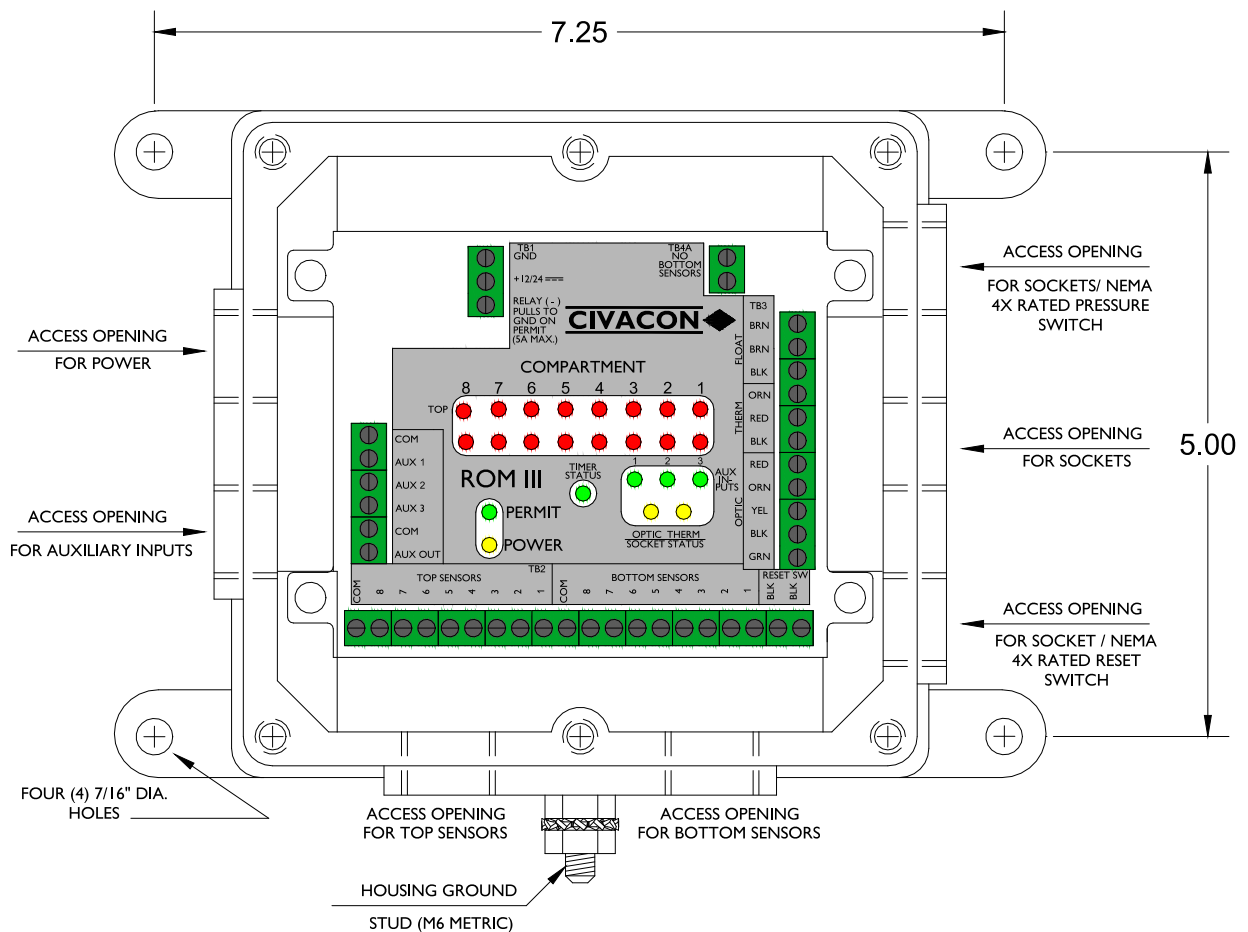 7.25
5.00
ACCESS OPENING
FOR POWER
ACCESS OPENING
FOR AUXILIARY INPUTS
FOUR (4) 7/16" DIA.
HOLES
TB1
GND
+12/24
RELAY (-)
PULLS TO
GND ON
PERMIT
(5A MAX.)
TB4A
NO
BOTTOM
SENSORS
CIVACON
COMPARTMENT
8 7 6 5 4 3 2 1
TOP
ROM III
TIMER
STATUS
1 2 3
AUX
IN-
PUTS
OPTIC THERM
SOCKET STATUS
PERMIT
POWER
COM
AUX 1
AUX 2
AUX 3
COM
AUX OUT
TB3
FLOAT
BRN
BRN
BLK
THERM
ORN
RED
BLK
OPTIC
RED
ORN
YEL
BLK
GRN
TB2
TOP SENSORS
COM 8 7 6 5 4 3 2 1
BOTTOM SENSORS
COM 8 7 6 5 4 3 2 1
RESET SW
BLK BLK
ACCESS OPENING
FOR SOCKETS/ NEMA
4X RATED PRESSURE
SWITCH
ACCESS OPENING
FOR SOCKETS
ACCESS OPENING
FOR SOCKET / NEMA
4X RATED RESET
SWITCH
ACCESS OPENING
FOR TOP SENSORS
ACCESS OPENING
FOR BOTTOM SENSORS
HOUSING GROUND
STUD (M6 METRIC)